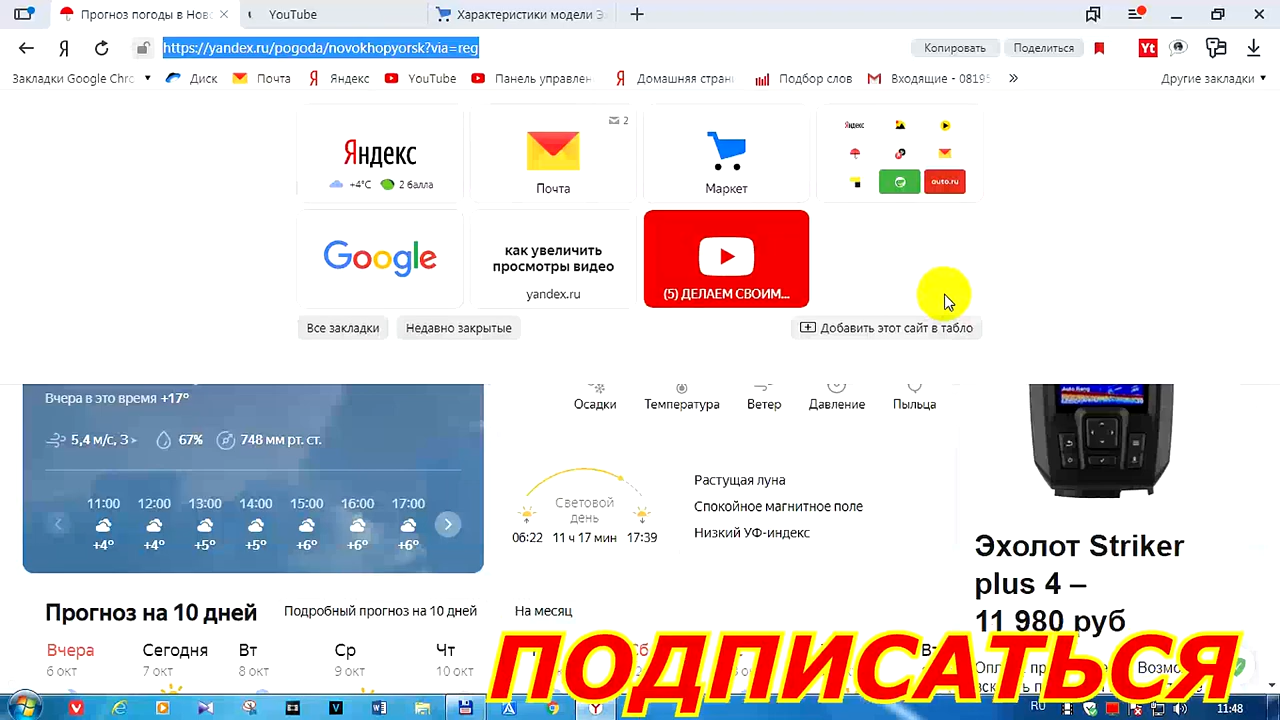 Прогноз погоды в Ново
YouTube
Характеристики модели Эх
Я
https://yandex.ru/pogoda/novokhopyorsk?via=reg
Копировать
Поделиться
Yt
Закладки Google Chro
Диск
Почта
Яндекс
YouTube
Панель управлен
Домашняя страни
Подбор слов
Входящие - 08195
»
Другие закладки
Яндекс
+4°C
2 балла
2
Почта
Маркет
Яндекс
auto.ru
Google
как увеличить
просмотры видео
yandex.ru
(5) ДЕЛАЕМ СВОИМ...
Все закладки
Недавно закрытые
Добавить этот сайт в табло
Вчера в это время +17°
5,4 м/с, З
67%
748 мм рт. ст.
11:00 12:00 13:00 14:00 15:00 16:00 17:00
+4° +4° +5° +5° +6° +6° +6°
Осадки
Температура
Ветер
Давление
Пыльца
Световой
день
06:22 11 ч 17 мин 17:39
Растущая луна
Спокойное магнитное поле
Низкий УФ-индекс
Эхолот Striker
plus 4 –
11 980 руб
Прогноз на 10 дней
Подробный прогноз на 10 дней
На месяц
Вчера Сегодня Вт Ср Чт
6 окт 7 окт 8 окт 9 окт 10 окт
ПОДПИСАТЬСЯ
RU
11:48